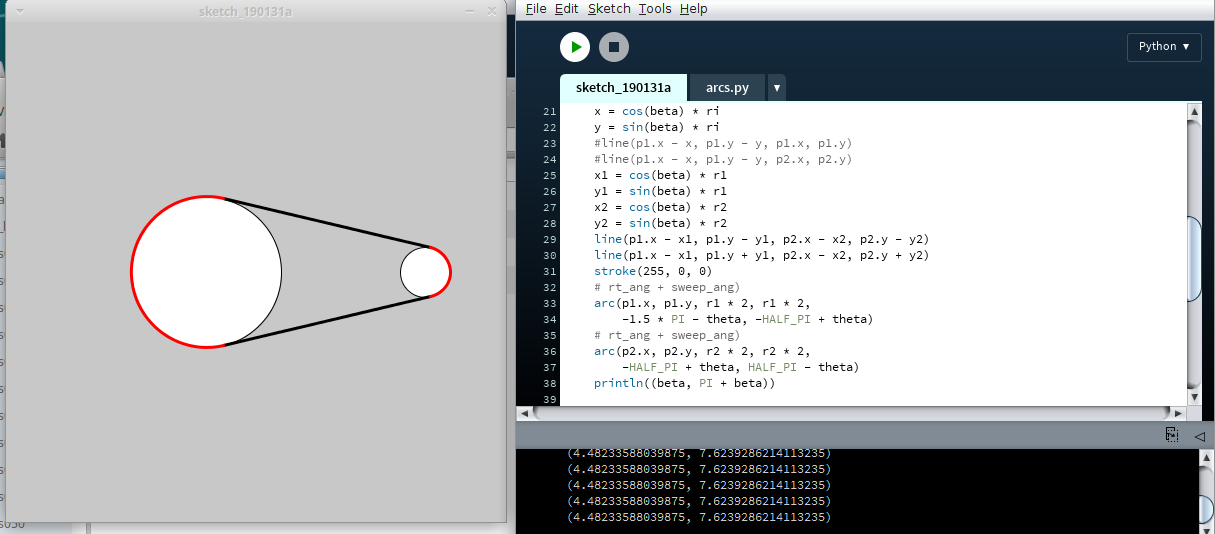 sketch_190131a
File Edit Sketch Tools Help
Python ▾
sketch_190131a arcs.py ▾
21 x = cos(beta) * ri
22 y = sin(beta) * ri
23 #line(p1.x - x, p1.y - y, p1.x, p1.y)
24 #line(p1.x - x, p1.y - y, p2.x, p2.y)
25 x1 = cos(beta) * r1
26 y1 = sin(beta) * r1
27 x2 = cos(beta) * r2
28 y2 = sin(beta) * r2
29 line(p1.x - x1, p1.y - y1, p2.x - x2, p2.y - y2)
30 line(p1.x - x1, p1.y + y1, p2.x - x2, p2.y + y2)
31 stroke(255, 0, 0)
32 # rt_ang + sweep_ang)
33 arc(p1.x, p1.y, r1 * 2, r1 * 2,
34 -1.5 * PI - theta, -HALF_PI + theta)
35 # rt_ang + sweep_ang)
36 arc(p2.x, p2.y, r2 * 2, r2 * 2,
37 -HALF_PI + theta, HALF_PI - theta)
38 println((beta, PI + beta))
39
(4.48233588039875, 7.6239286214113235)
(4.48233588039875, 7.6239286214113235)
(4.48233588039875, 7.6239286214113235)
(4.48233588039875, 7.6239286214113235)
(4.48233588039875, 7.6239286214113235)